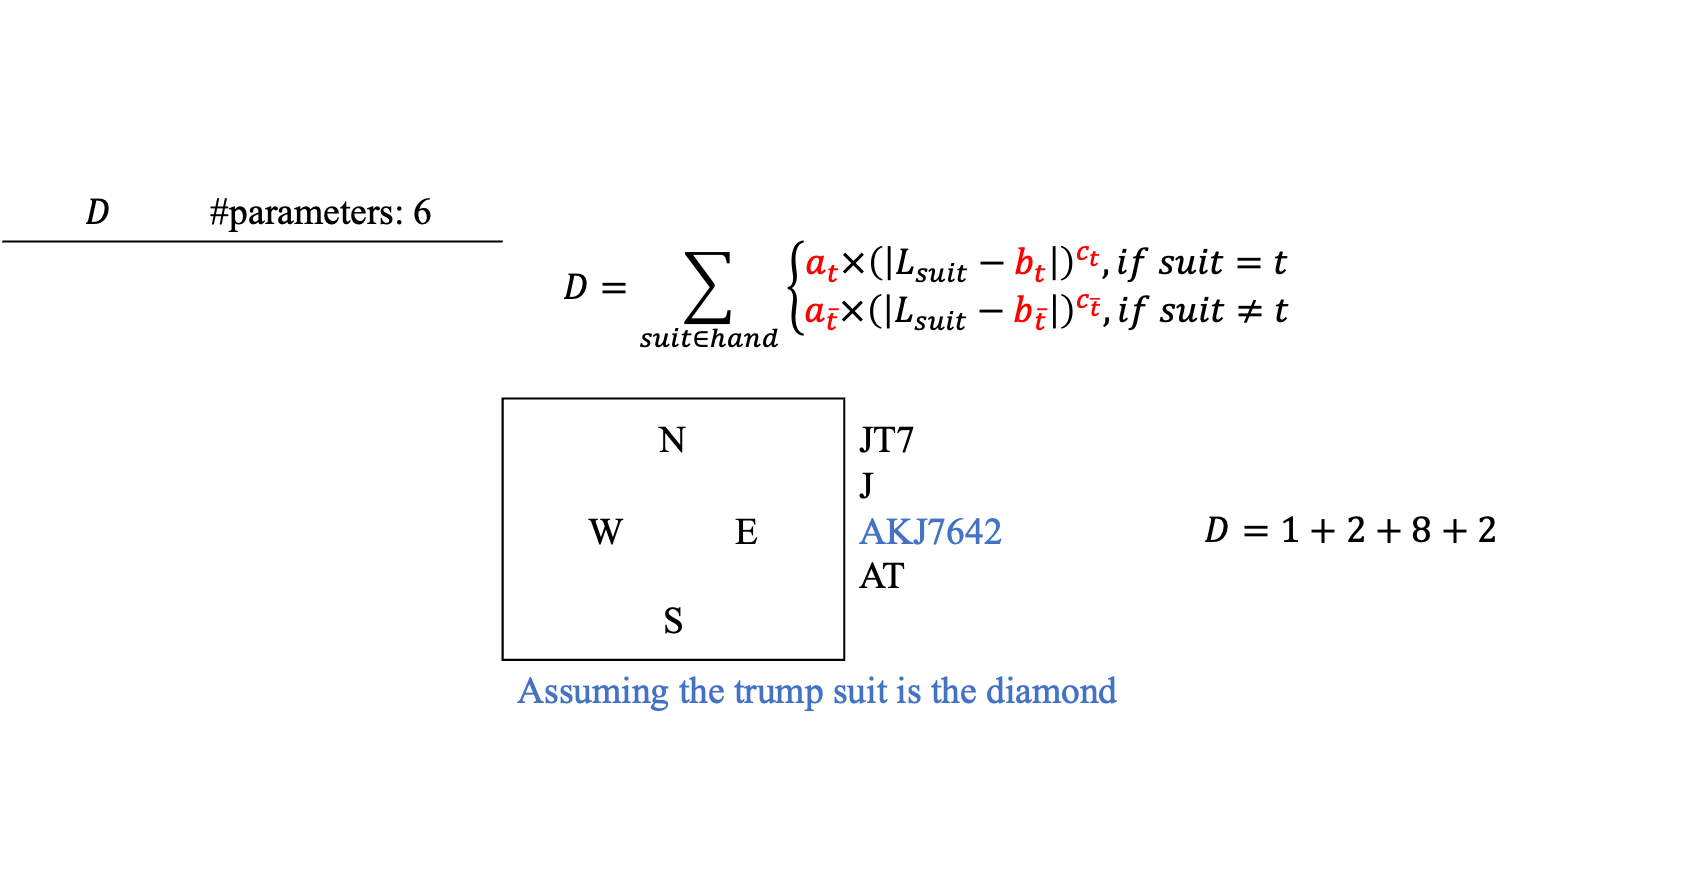 D #parameters: 6
D = ∑ suit∈hand { a_t×(|L_suit − b_t|)^{c_t}, if suit = t
a_t̄×(|L_suit − b_t̄|)^{c_t̄}, if suit ≠ t
N
W E
S
JT7
J
AKJ7642
AT
D = 1 + 2 + 8 + 2
Assuming the trump suit is the diamond